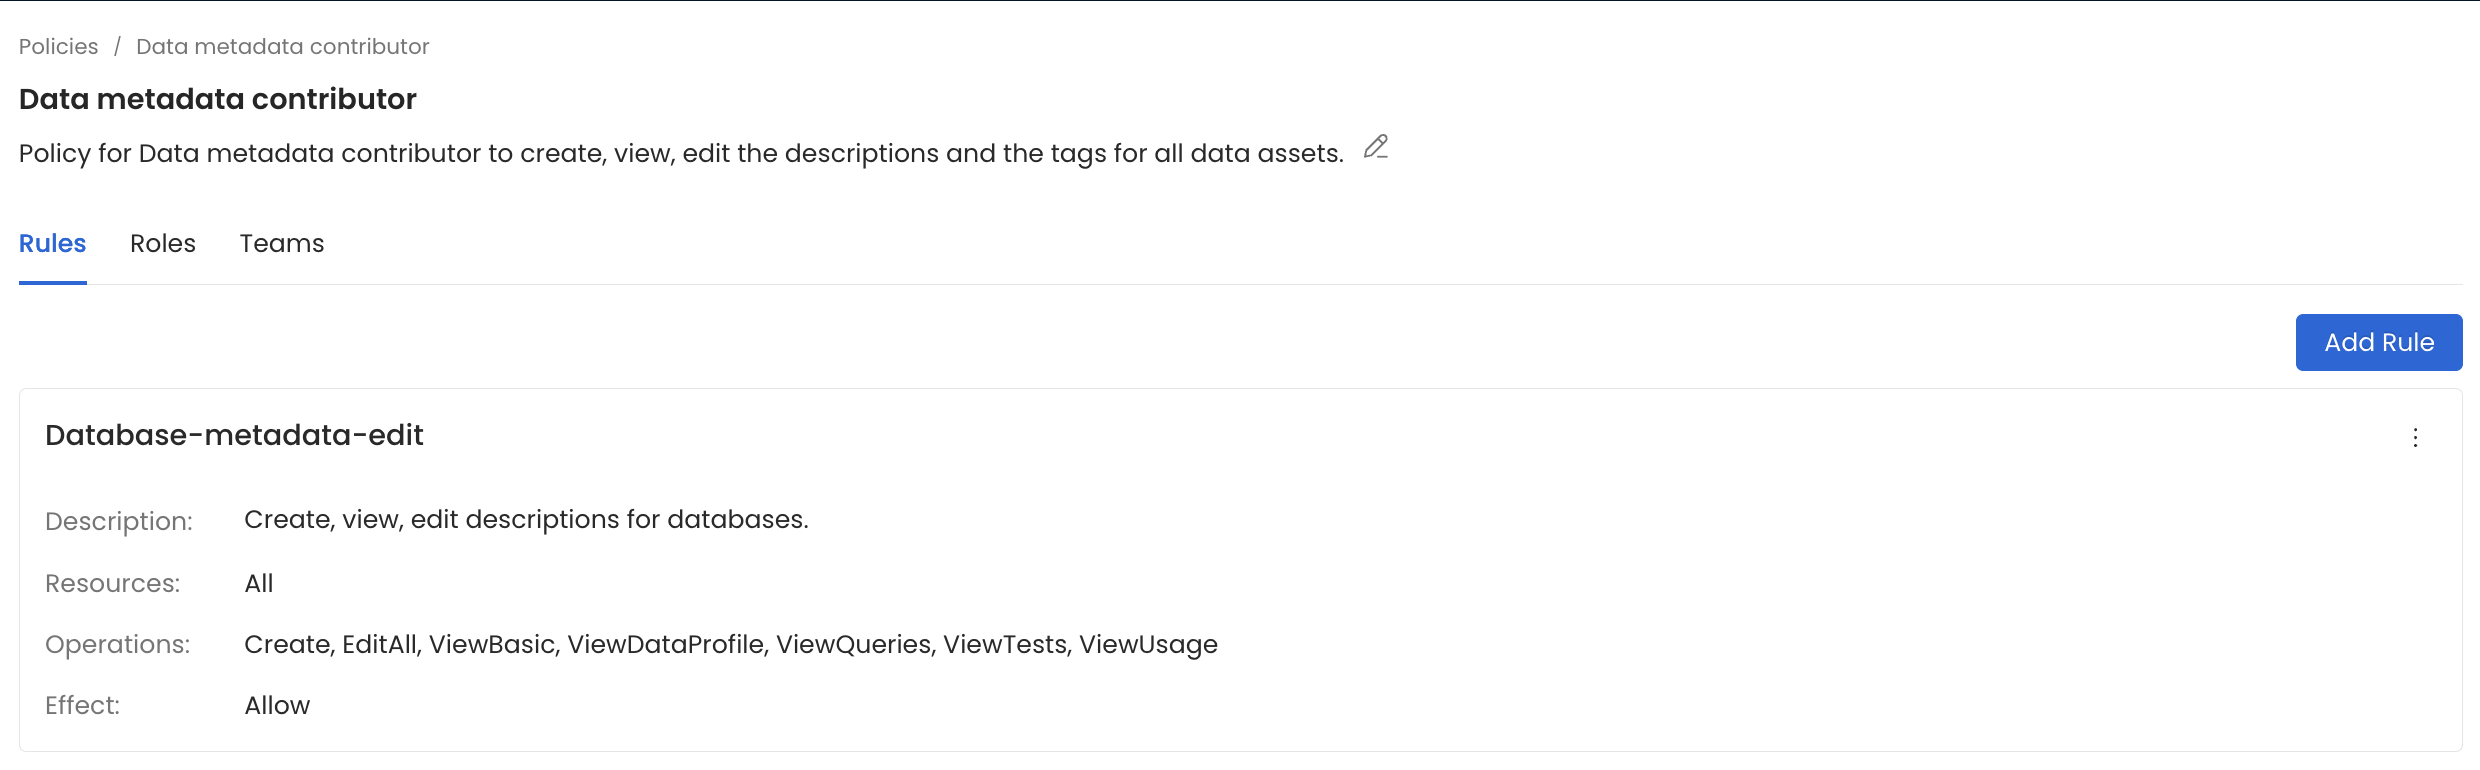 Policies / Data metadata contributor
Data metadata contributor
Policy for Data metadata contributor to create, view, edit the descriptions and the tags for all data assets.
Rules Roles Teams
Add Rule
Database-metadata-edit
Description: Create, view, edit descriptions for databases.
Resources: All
Operations: Create, EditAll, ViewBasic, ViewDataProfile, ViewQueries, ViewTests, ViewUsage
Effect: Allow